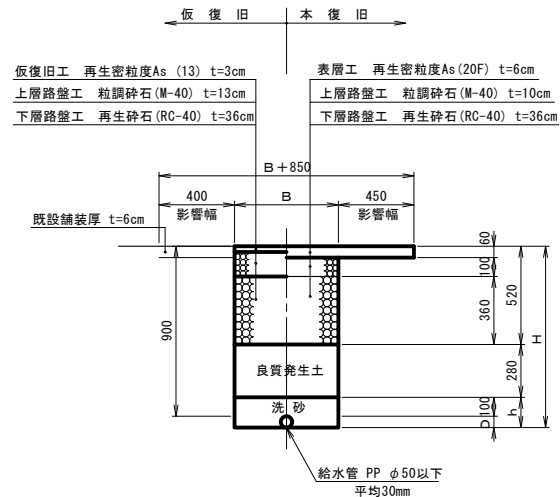 仮 復 旧
本 復 旧
仮復旧工 再生密粒度As (13) t=3cm
上層路盤工 粒調砕石(M-40) t=13cm
下層路盤工 再生砕石(RC-40) t=36cm
表層工 再生密粒度As(20F) t=6cm
上層路盤工 粒調砕石(M-40) t=10cm
下層路盤工 再生砕石(RC-40) t=36cm
B+850
400
影響幅
B
450
影響幅
既設舗装厚 t=6cm
60
100
360
520
900
H
280
良質発生土
洗 砂
100
D
h
給水管 PP φ50以下
平均30mm